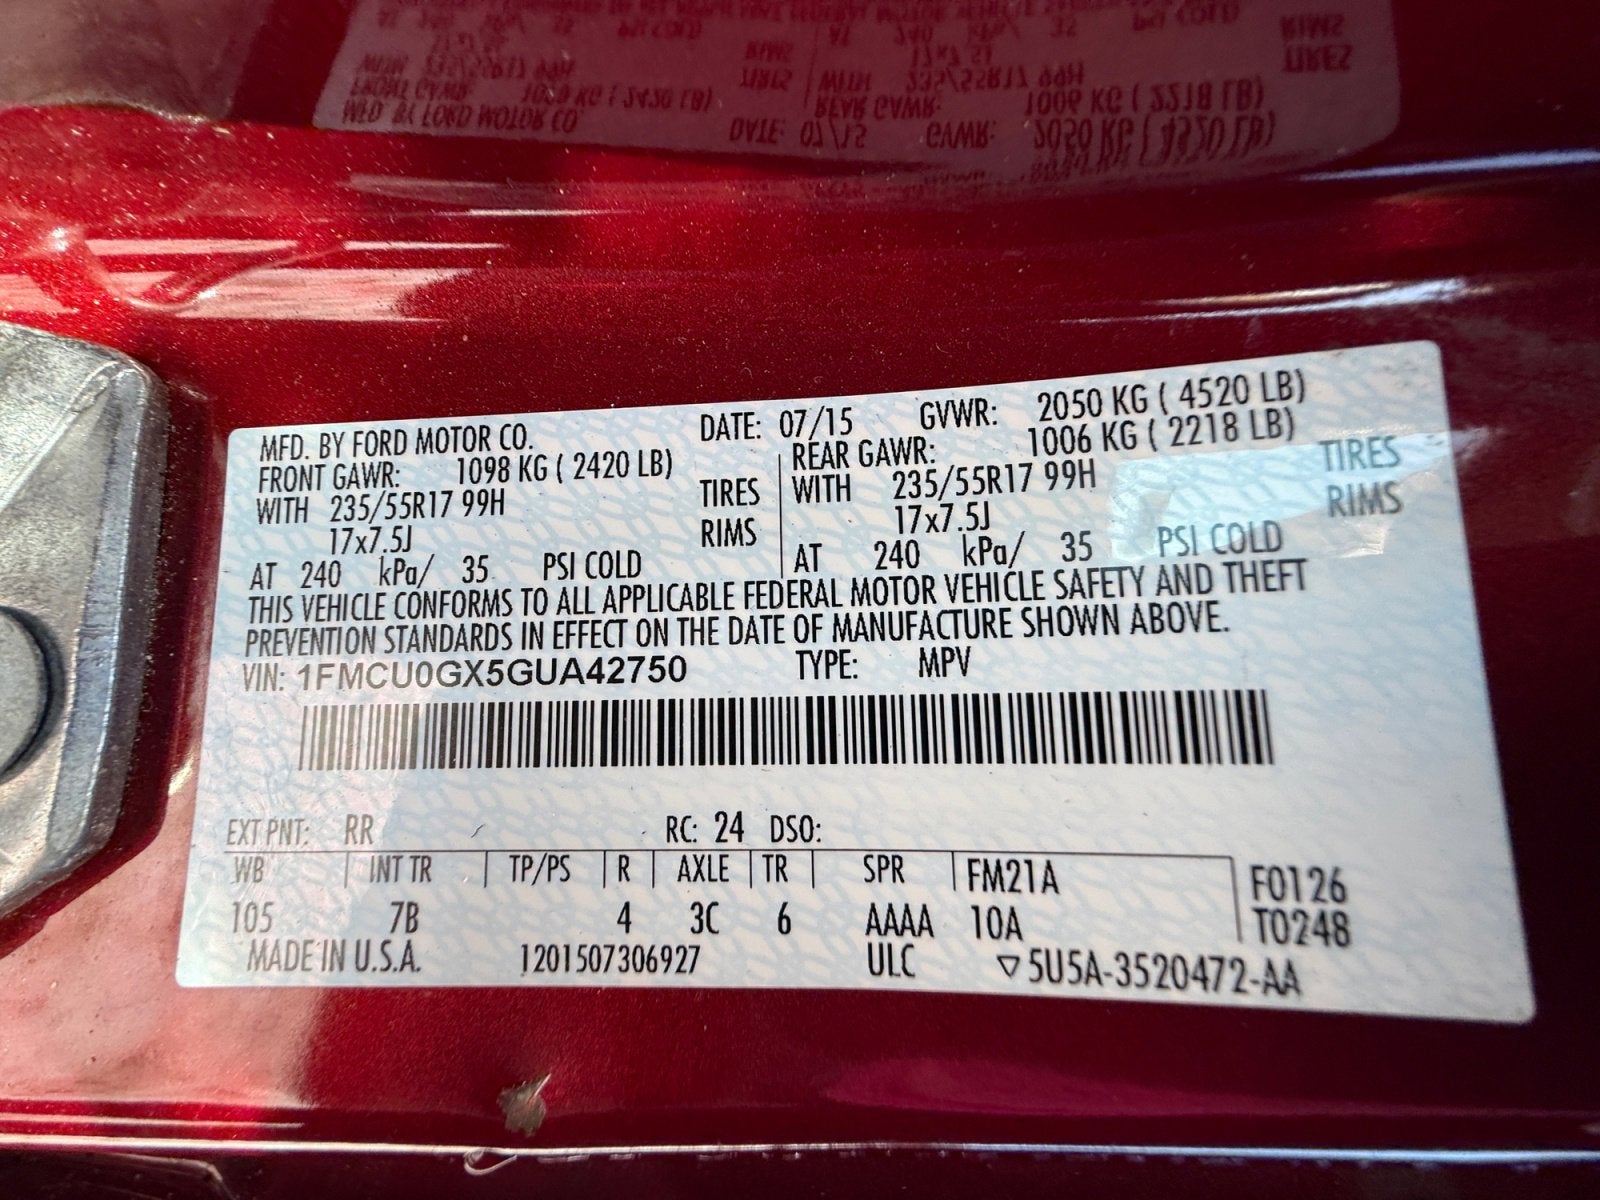 MFD. BY FORD MOTOR CO. DATE: 07/15 GVWR: 2050 KG ( 4520 LB)
FRONT GAWR: 1098 KG ( 2420 LB) REAR GAWR: 1006 KG ( 2218 LB)
WITH 235/55R17 99H TIRES WITH 235/55R17 99H TIRES
17x7.5J RIMS 17x7.5J RIMS
AT 240 kPa/ 35 PSI COLD AT 240 kPa/ 35 PSI COLD
THIS VEHICLE CONFORMS TO ALL APPLICABLE FEDERAL MOTOR VEHICLE SAFETY AND THEFT
PREVENTION STANDARDS IN EFFECT ON THE DATE OF MANUFACTURE SHOWN ABOVE.
VIN: 1FMCU0GX5GUA42750 TYPE: MPV
EXT PNT: RR RC: 24 DSO:
WB INT TR TP/PS R AXLE TR SPR FM21A F0126
105 7B 4 3C 6 AAAA 10A T0248
MADE IN U.S.A. 1201507306927 ULC ▽5U5A-3520472-AA